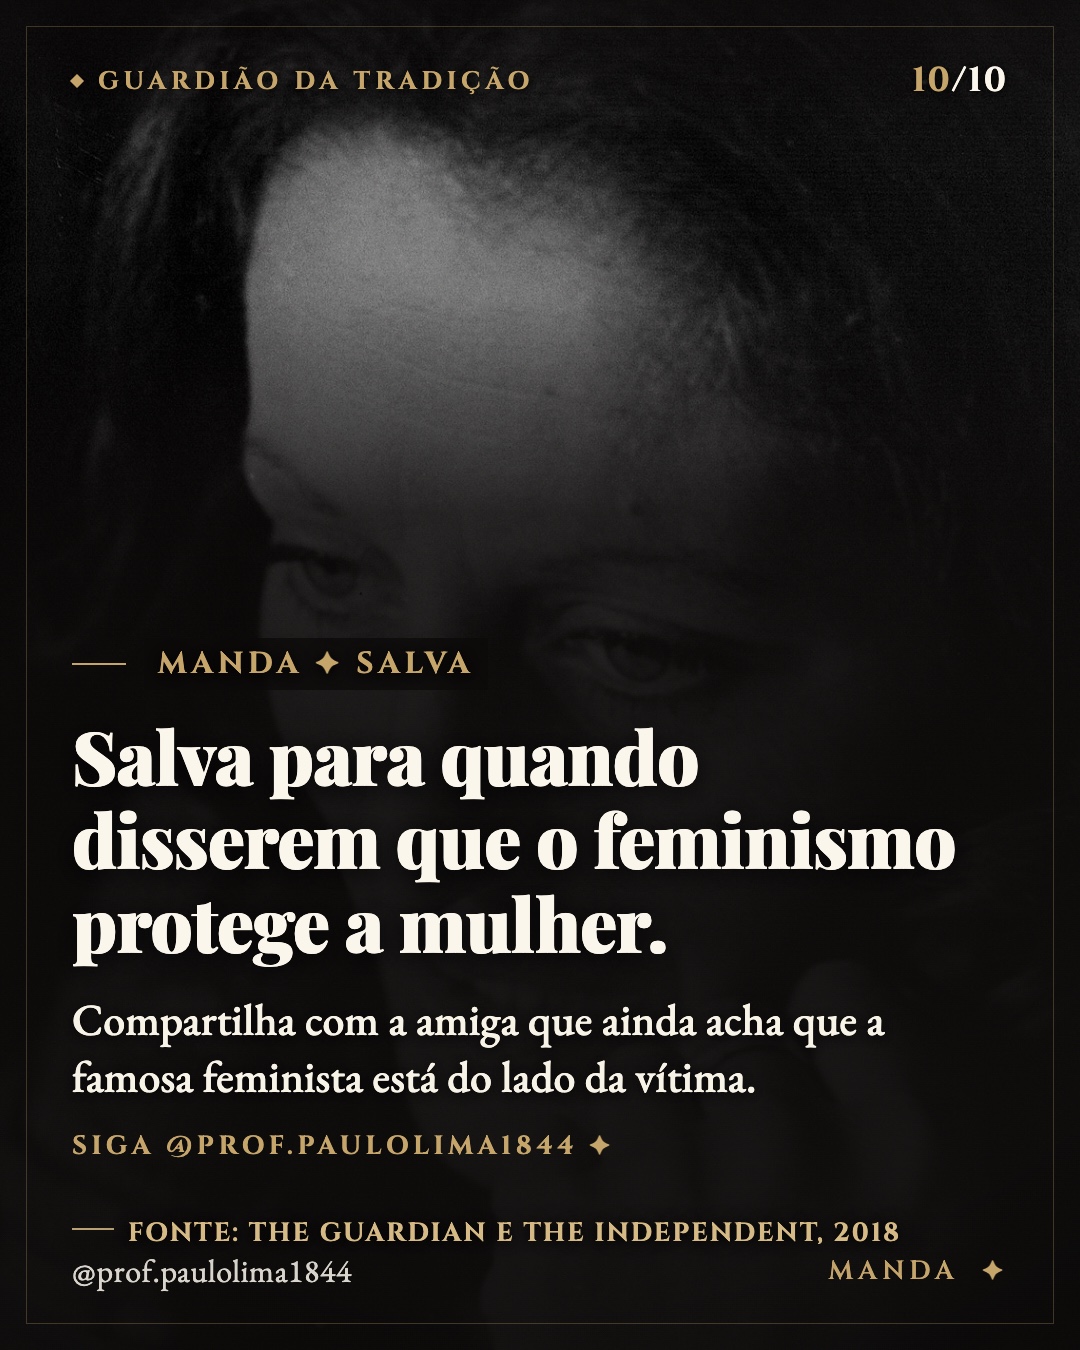 ◆ GUARDIÃO DA TRADIÇÃO
10/10
MANDA ✦ SALVA
Salva para quando
disserem que o feminismo
protege a mulher.
Compartilha com a amiga que ainda acha que a
famosa feminista está do lado da vítima.
SIGA @PROF.PAULOLIMA1844 ✦
FONTE: THE GUARDIAN E THE INDEPENDENT, 2018
@prof.paulolima1844
MANDA ✦